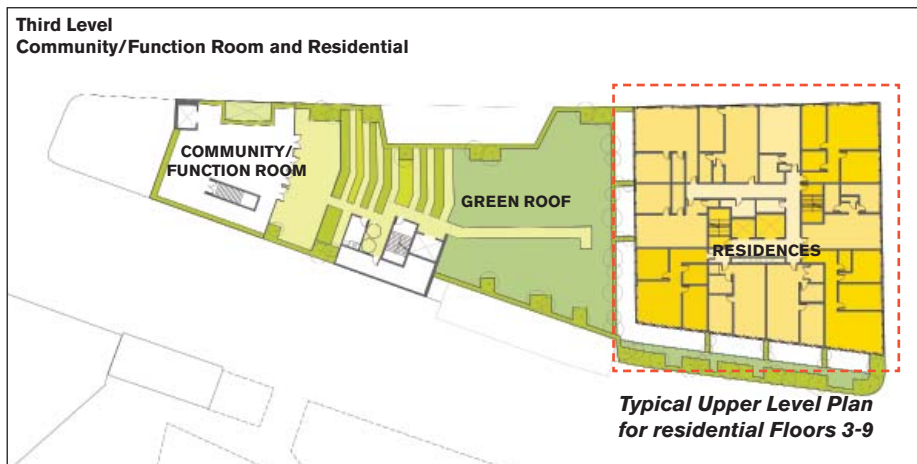 Third Level
Community/Function Room and Residential
COMMUNITY/
FUNCTION ROOM
GREEN ROOF
RESIDENCES
Typical Upper Level Plan
for residential Floors 3-9